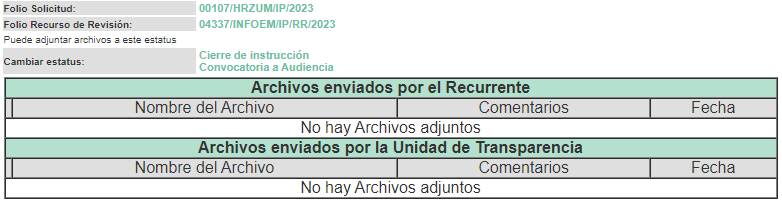 Folio Solicitud: 00107/HRZUM/IP/2023
Folio Recurso de Revisión: 04337/INFOEM/IP/RR/2023
Puede adjuntar archivos a este estatus
Cambiar estatus: Cierre de instrucción
Convocatoria a Audiencia
Archivos enviados por el Recurrente
Nombre del Archivo Comentarios Fecha
No hay Archivos adjuntos
Archivos enviados por la Unidad de Transparencia
Nombre del Archivo Comentarios Fecha
No hay Archivos adjuntos